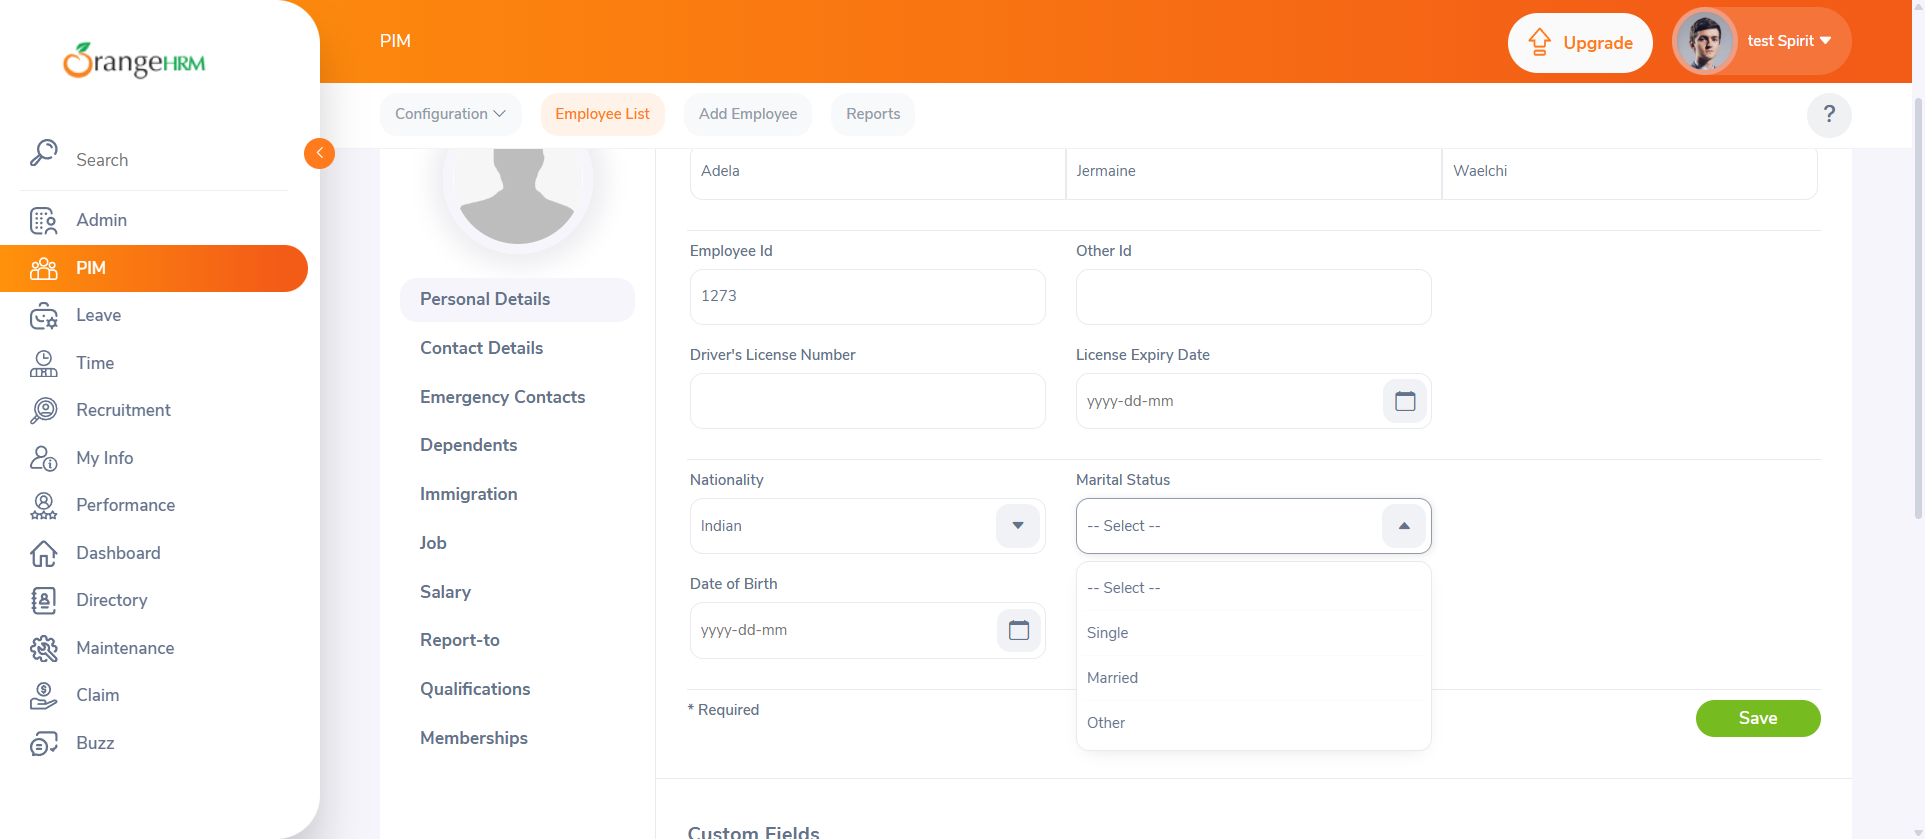 OrangeHRM
PIM
Upgrade
test Spirit
Configuration
Employee List
Add Employee
Reports
?
Search
Admin
PIM
Leave
Time
Recruitment
My Info
Performance
Dashboard
Directory
Maintenance
Claim
Buzz
Personal Details
Contact Details
Emergency Contacts
Dependents
Immigration
Job
Salary
Report-to
Qualifications
Memberships
Adela
Jermaine
Waelchi
Employee Id
Other Id
1273
Driver's License Number
License Expiry Date
yyyy-dd-mm
Nationality
Marital Status
Indian
-- Select --
Date of Birth
yyyy-dd-mm
-- Select --
Single
Married
Other
* Required
Save
Custom Fields